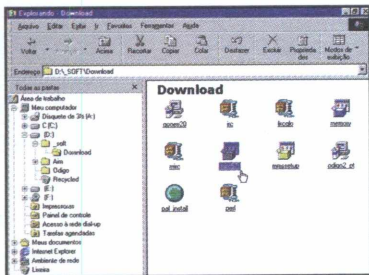 Explorando - Download
Arquivo Editar Exibir Ir Favoritos Ferramentas Ajuda
Voltar Acima Recortar Copiar Colar Desfazer Excluir Propriedades Modos de exibição
Endereço D:\_SOFT\Download
Todas as pastas
Download
Área de trabalho
Meu computador
Disquete de 3½ (A:)
C (C:)
(D:)
_soft
Download
Aim
Odigo
Recycled
(E:)
(F:)
Impressoras
Painel de controle
Acesso à rede dial-up
Tarefas agendadas
Meus documentos
Internet Explorer
Ambiente de rede
Lixeira
irc
memory
misc
odigo2_pt
pal_install
perl